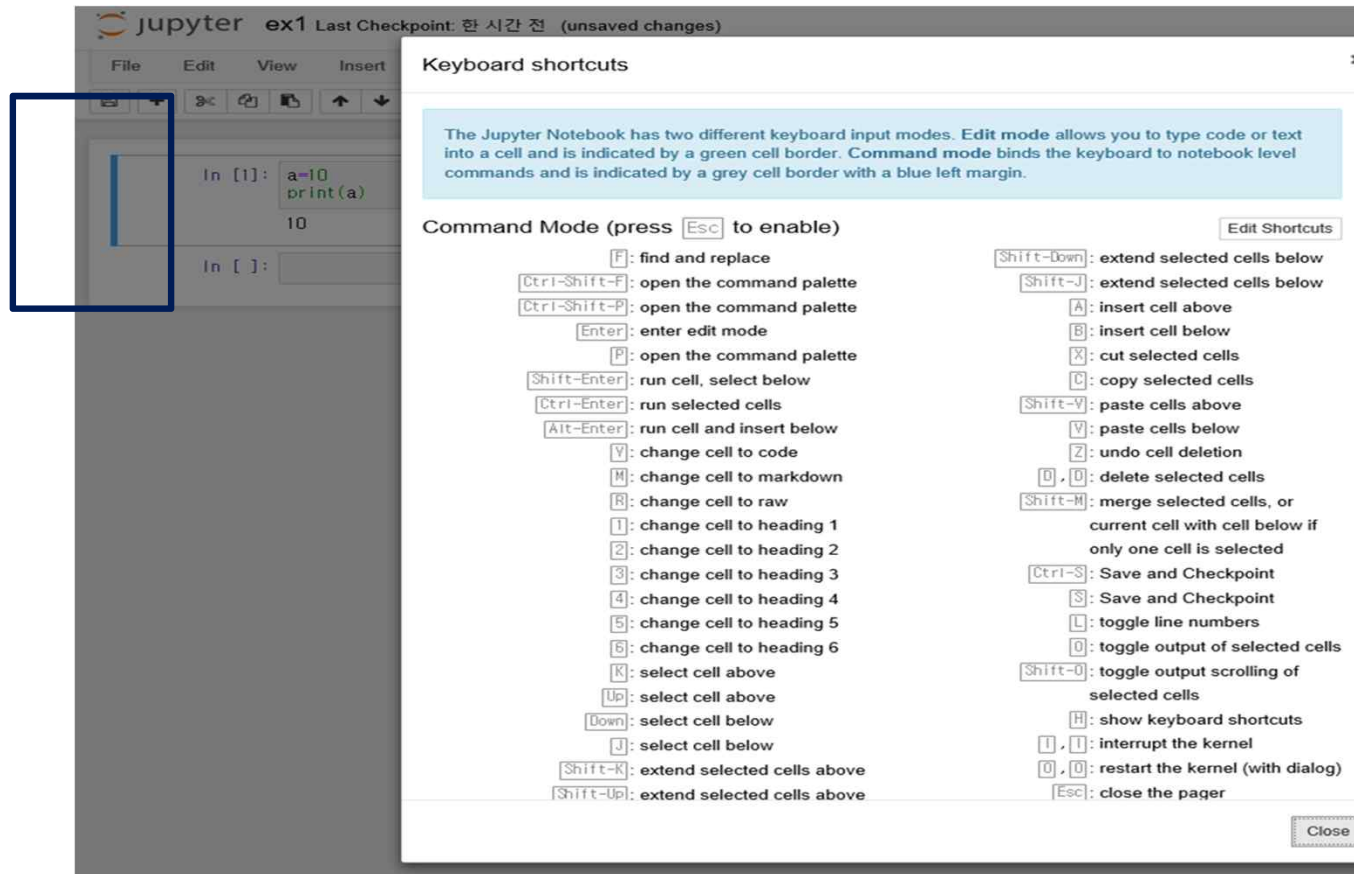 jupyter ex1 Last Checkpoint: 한 시간 전 (unsaved changes)
File Edit View Insert
Keyboard shortcuts
The Jupyter Notebook has two different keyboard input modes. Edit mode allows you to type code or text
into a cell and is indicated by a green cell border. Command mode binds the keyboard to notebook level
commands and is indicated by a grey cell border with a blue left margin.
In [1]: a=10
print(a)
10
In [ ]:
Command Mode (press Esc to enable)
Edit Shortcuts
F: find and replace
Ctrl-Shift-F: open the command palette
Ctrl-Shift-P: open the command palette
Enter: enter edit mode
P: open the command palette
Shift-Enter: run cell, select below
Ctrl-Enter: run selected cells
Alt-Enter: run cell and insert below
Y: change cell to code
M: change cell to markdown
R: change cell to raw
1: change cell to heading 1
2: change cell to heading 2
3: change cell to heading 3
4: change cell to heading 4
5: change cell to heading 5
6: change cell to heading 6
K: select cell above
Up: select cell above
Down: select cell below
J: select cell below
Shift-K: extend selected cells above
Shift-Up: extend selected cells above
Shift-Down: extend selected cells below
Shift-J: extend selected cells below
A: insert cell above
B: insert cell below
X: cut selected cells
C: copy selected cells
Shift-V: paste cells above
V: paste cells below
Z: undo cell deletion
D,D: delete selected cells
Shift-M: merge selected cells, or
current cell with cell below if
only one cell is selected
Ctrl-S: Save and Checkpoint
S: Save and Checkpoint
L: toggle line numbers
O: toggle output of selected cells
Shift-O: toggle output scrolling of
selected cells
H: show keyboard shortcuts
I,I: interrupt the kernel
0,0: restart the kernel (with dialog)
Esc: close the pager
Close